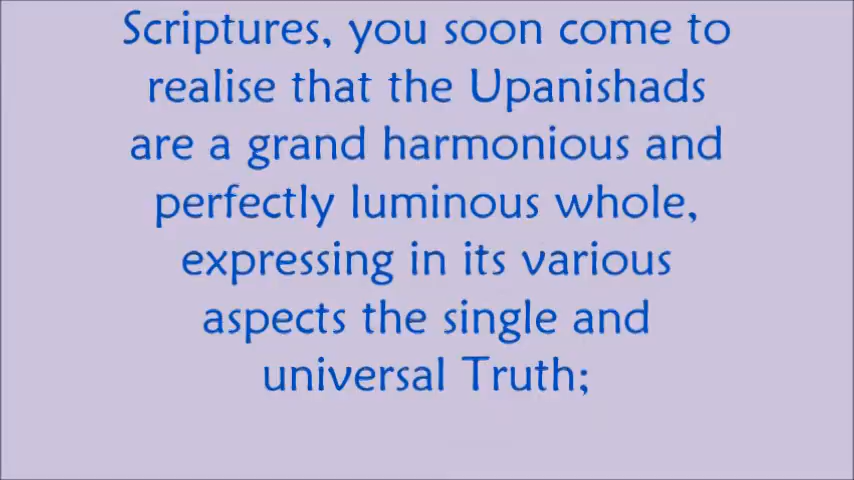 Scriptures, you soon come to
realise that the Upanishads
are a grand harmonious and
perfectly luminous whole,
expressing in its various
aspects the single and
universal Truth;